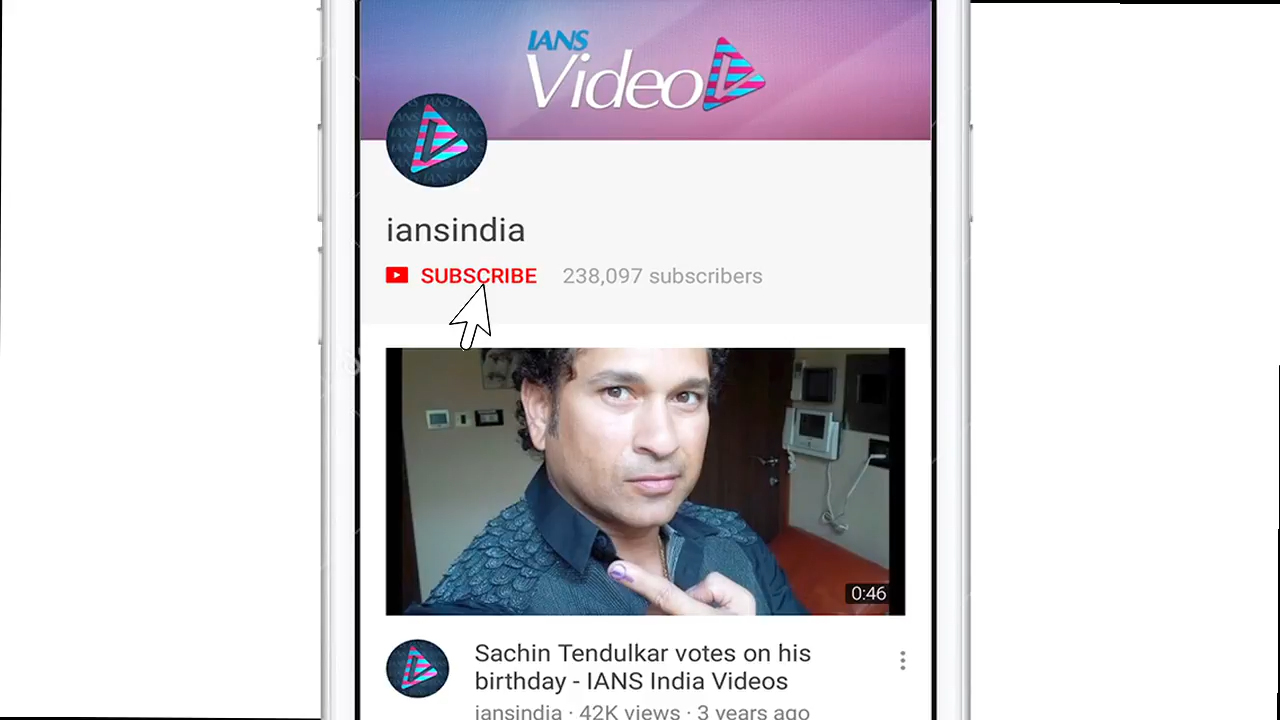 IANS
Video
iansindia
SUBSCRIBE 238,097 subscribers
0:46
Sachin Tendulkar votes on his
birthday - IANS India Videos
iansindia · 42K views · 3 years ago